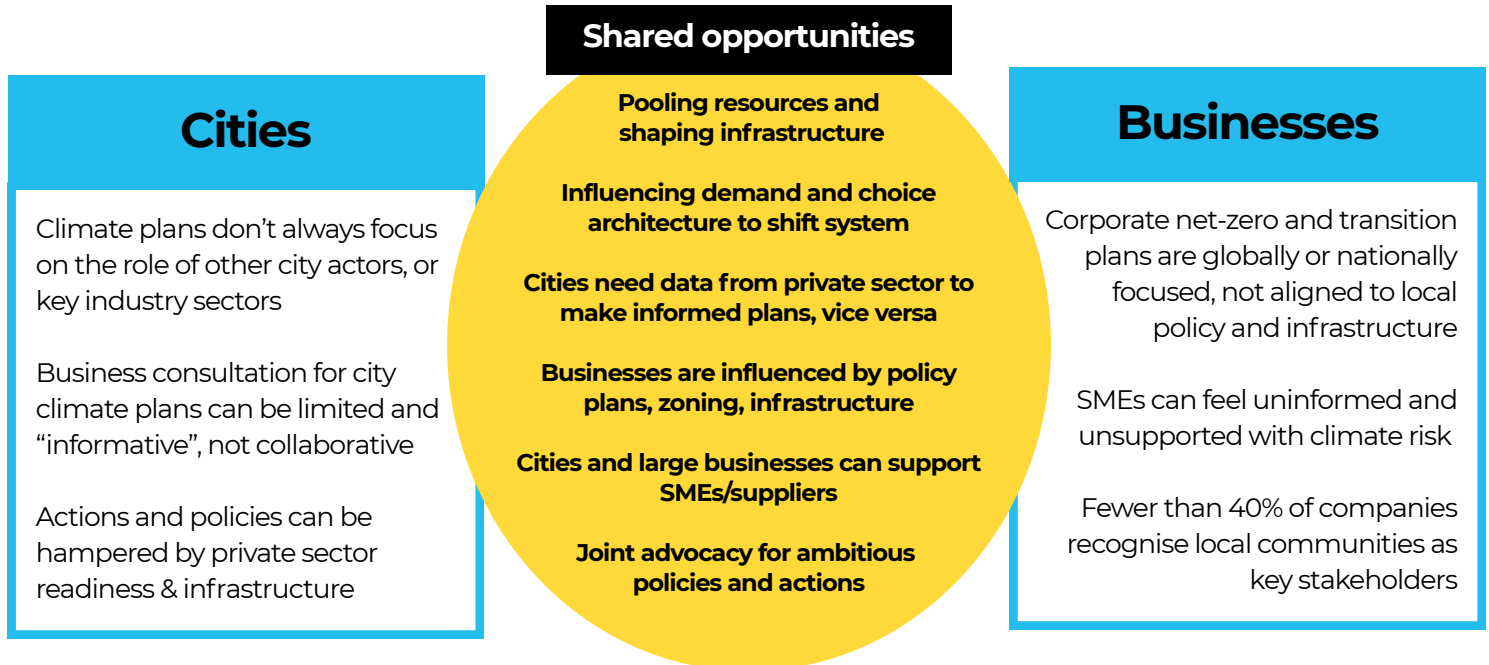 Shared opportunities
Cities
Climate plans don’t always focus
on the role of other city actors, or
key industry sectors
Business consultation for city
climate plans can be limited and
“informative”, not collaborative
Actions and policies can be
hampered by private sector
readiness & infrastructure
Pooling resources and
shaping infrastructure
Influencing demand and choice
architecture to shift system
Cities need data from private sector to
make informed plans, vice versa
Businesses are influenced by policy
plans, zoning, infrastructure
Cities and large businesses can support
SMEs/suppliers
Joint advocacy for ambitious
policies and actions
Businesses
Corporate net-zero and transition
plans are globally or nationally
focused, not aligned to local
policy and infrastructure
SMEs can feel uninformed and
unsupported with climate risk
Fewer than 40% of companies
recognise local communities as
key stakeholders